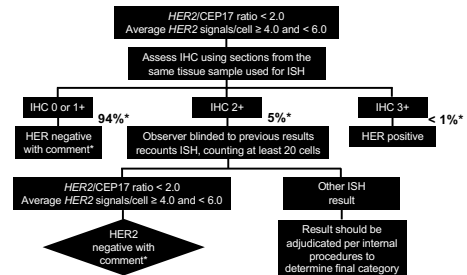 HER2/CEP17 ratio < 2.0
Average HER2 signals/cell ≥ 4.0 and < 6.0
Assess IHC using sections from the
same tissue sample used for ISH
IHC 0 or 1+
IHC 2+
IHC 3+
94%*
5%*
< 1%*
HER negative
with comment*
Observer blinded to previous results
recounts ISH, counting at least 20 cells
HER positive
HER2/CEP17 ratio < 2.0
Average HER2 signals/cell ≥ 4.0 and < 6.0
Other ISH
result
HER2
negative with
comment*
Result should be
adjudicated per internal
procedures to
determine final category